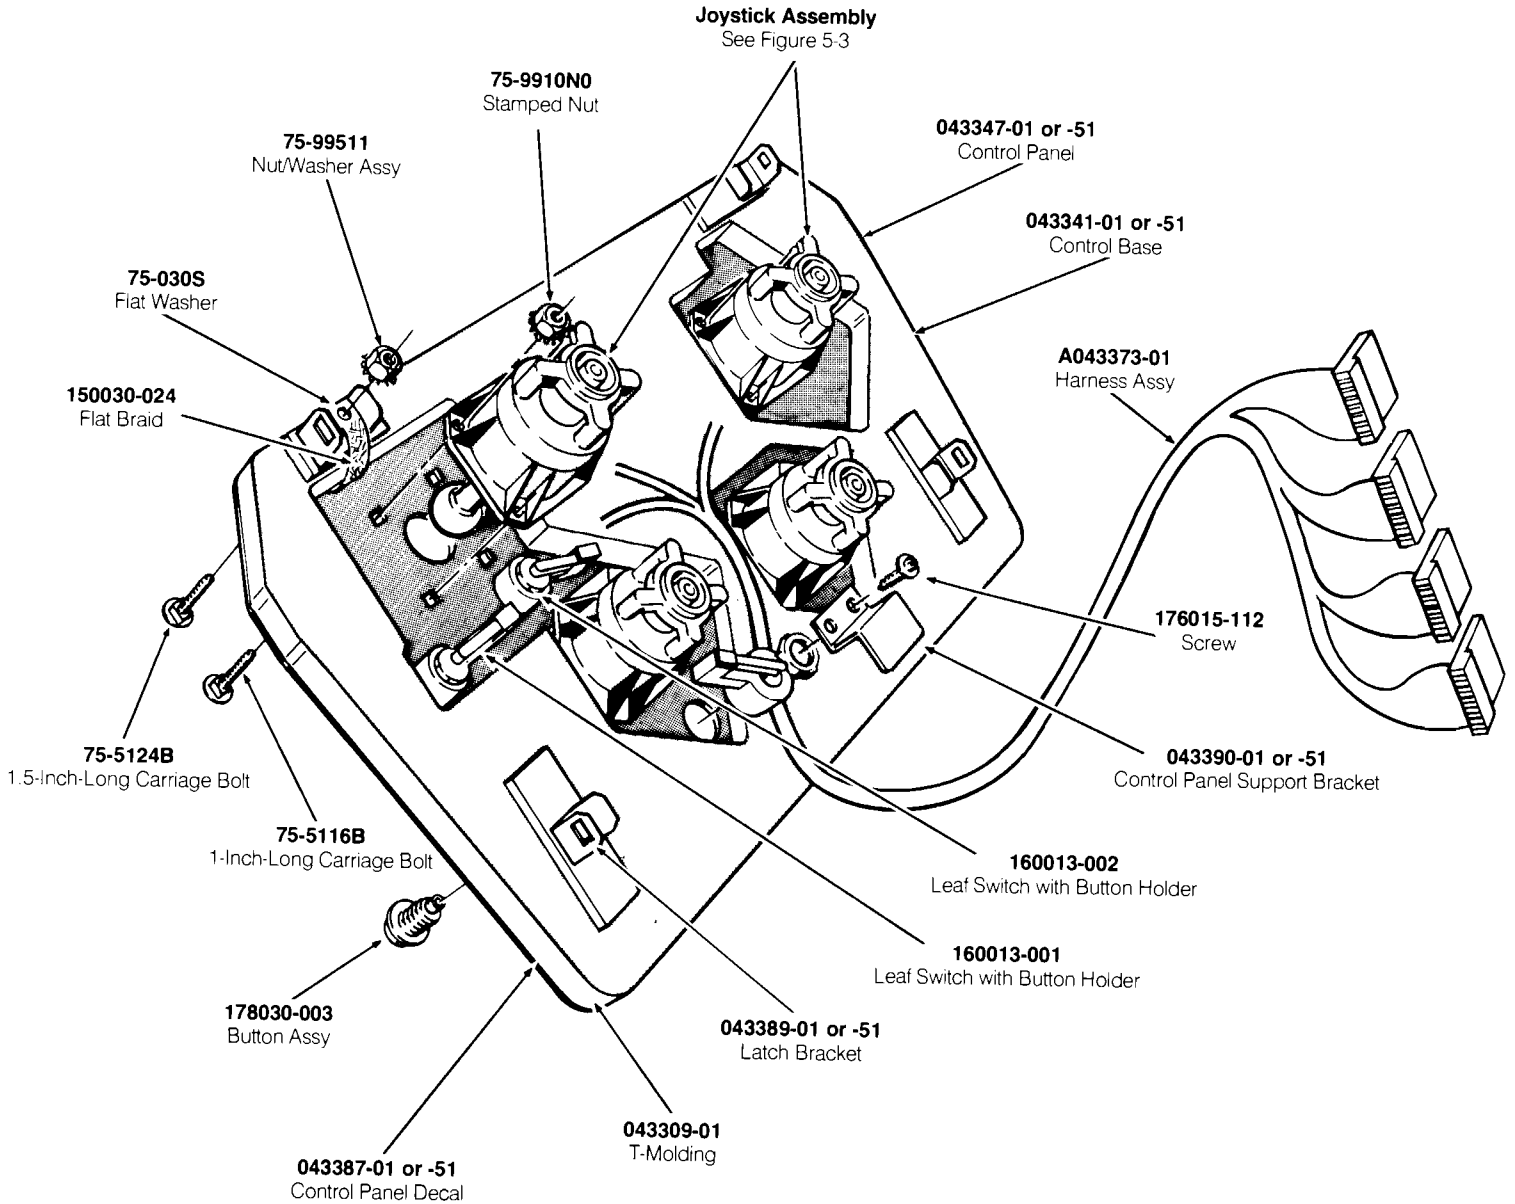 Joystick Assembly
See Figure 5-3
75-9910N0
Stamped Nut
75-99511
Nut/Washer Assy
043347-01 or -51
Control Panel
043341-01 or -51
Control Base
75-030S
Flat Washer
A043373-01
Harness Assy
150030-024
Flat Braid
176015-112
Screw
75-5124B
1.5-Inch-Long Carriage Bolt
043390-01 or -51
Control Panel Support Bracket
75-5116B
1-Inch-Long Carriage Bolt
160013-002
Leaf Switch with Button Holder
160013-001
Leaf Switch with Button Holder
178030-003
Button Assy
043389-01 or -51
Latch Bracket
043309-01
T-Molding
043387-01 or -51
Control Panel Decal